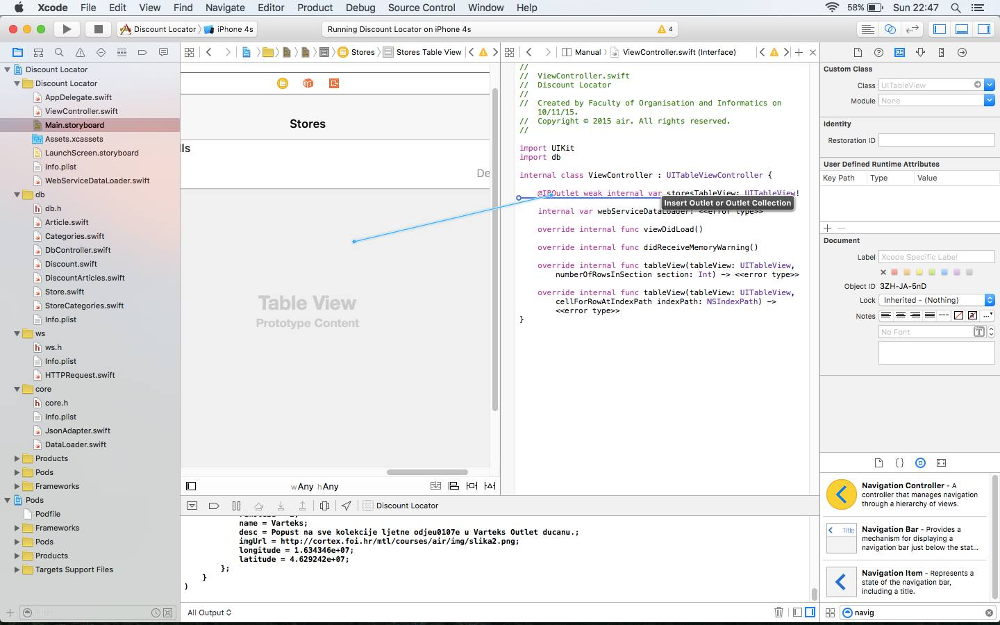 Xcode File Edit View Find Navigate Editor Product Debug Source Control Window Help 58% Sun 22:47
Discount Locator iPhone 4s Running Discount Locator on iPhone 4s 4
Stores Stores Table View Manual ViewController.swift (Interface)
Discount Locator
Discount Locator
AppDelegate.swift
ViewController.swift
Main.storyboard
Assets.xcassets
LaunchScreen.storyboard
Info.plist
WebServiceDataLoader.swift
db
db.h
Article.swift
Categories.swift
DbController.swift
Discount.swift
DiscountArticles.swift
Store.swift
StoreCategories.swift
Info.plist
ws
ws.h
Info.plist
HTTPRequest.swift
core
core.h
Info.plist
JsonAdapter.swift
DataLoader.swift
Products
Pods
Frameworks
Pods
Podfile
Frameworks
Pods
Products
Targets Support Files
Filter
Stores
lls
De
Table View
Prototype Content
wAny hAny
//
// ViewController.swift
// Discount Locator
//
// Created by Faculty of Organisation and Informatics on
10/11/15.
// Copyright © 2015 air. All rights reserved.
//
import UIKit
import db
internal class ViewController : UITableViewController {
@IBOutlet weak internal var storesTableView: UITableView!
Insert Outlet or Outlet Collection
internal var webServiceDataLoader: <<error type>>
override internal func viewDidLoad()
override internal func didReceiveMemoryWarning()
override internal func tableView(tableView: UITableView,
numberOfRowsInSection section: Int) -> <<error type>>
override internal func tableView(tableView: UITableView,
cellForRowAtIndexPath indexPath: NSIndexPath) ->
<<error type>>
}
Discount Locator
name = Varteks;
desc = Popust na sve kolekcije ljetne odjeu0107e u Varteks Outlet ducanu.;
imgUrl = http://cortex.foi.hr/mtl/courses/air/img/slika2.png;
longitude = 1.634346e+07;
latitude = 4.629242e+07;
};
}
)
All Output
Custom Class
Class UITableView
Module None
Identity
Restoration ID
User Defined Runtime Attributes
Key Path Type Value
Document
Label Xcode Specific Label
Object ID 3ZH-JA-5nD
Lock Inherited - (Nothing)
Notes
No Font
Navigation Controller - A
controller that manages navigation
through a hierarchy of views.
Title
Navigation Bar - Provides a
mechanism for displaying a
navigation bar just below the stat...
Navigation Item - Represents a
state of the navigation bar,
including a title.
navig